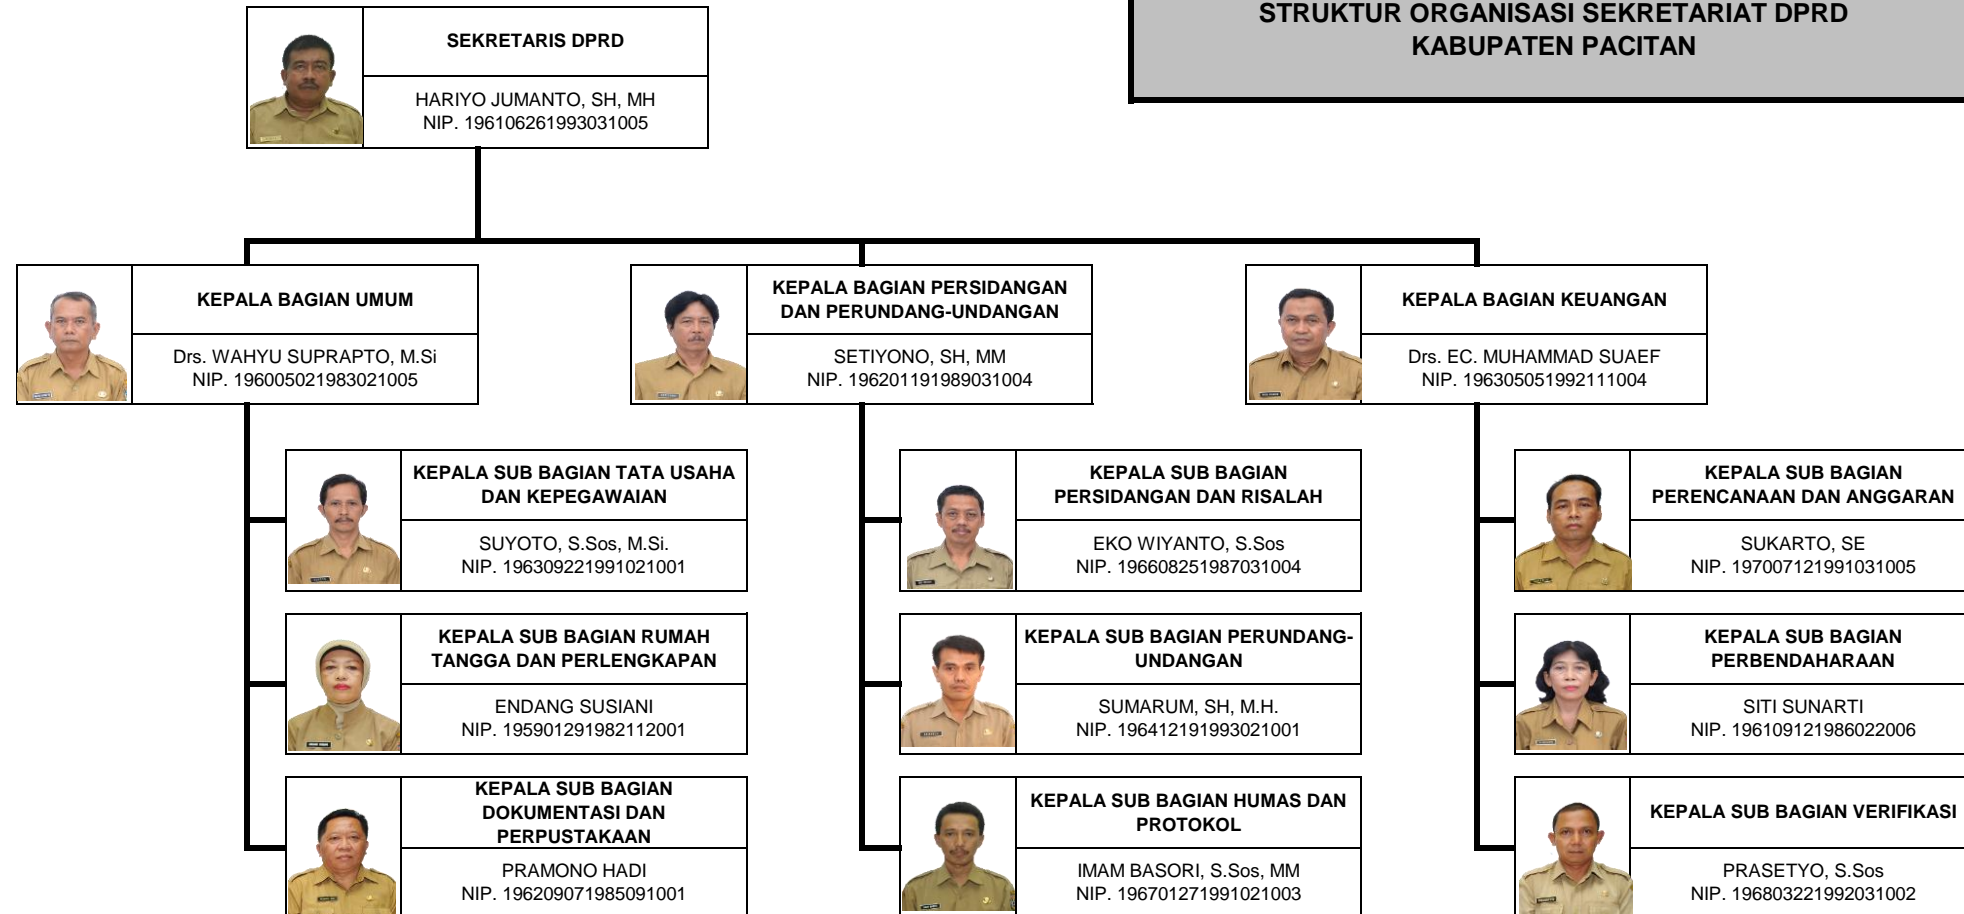 STRUKTUR ORGANISASI SEKRETARIAT DPRD
KABUPATEN PACITAN
SEKRETARIS DPRD
HARIYO JUMANTO, SH, MH
NIP. 196106261993031005
KEPALA BAGIAN UMUM
Drs. WAHYU SUPRAPTO, M.Si
NIP. 196005021983021005
KEPALA BAGIAN PERSIDANGAN
DAN PERUNDANG-UNDANGAN
SETIYONO, SH, MM
NIP. 196201191989031004
KEPALA BAGIAN KEUANGAN
Drs. EC. MUHAMMAD SUAEF
NIP. 196305051992111004
KEPALA SUB BAGIAN TATA USAHA
DAN KEPEGAWAIAN
SUYOTO, S.Sos, M.Si.
NIP. 196309221991021001
KEPALA SUB BAGIAN RUMAH
TANGGA DAN PERLENGKAPAN
ENDANG SUSIANI
NIP. 195901291982112001
KEPALA SUB BAGIAN
DOKUMENTASI DAN
PERPUSTAKAAN
PRAMONO HADI
NIP. 196209071985091001
KEPALA SUB BAGIAN
PERSIDANGAN DAN RISALAH
EKO WIYANTO, S.Sos
NIP. 196608251987031004
KEPALA SUB BAGIAN PERUNDANG-
UNDANGAN
SUMARUM, SH, M.H.
NIP. 196412191993021001
KEPALA SUB BAGIAN HUMAS DAN
PROTOKOL
IMAM BASORI, S.Sos, MM
NIP. 196701271991021003
KEPALA SUB BAGIAN
PERENCANAAN DAN ANGGARAN
SUKARTO, SE
NIP. 197007121991031005
KEPALA SUB BAGIAN
PERBENDAHARAAN
SITI SUNARTI
NIP. 196109121986022006
KEPALA SUB BAGIAN VERIFIKASI
PRASETYO, S.Sos
NIP. 196803221992031002